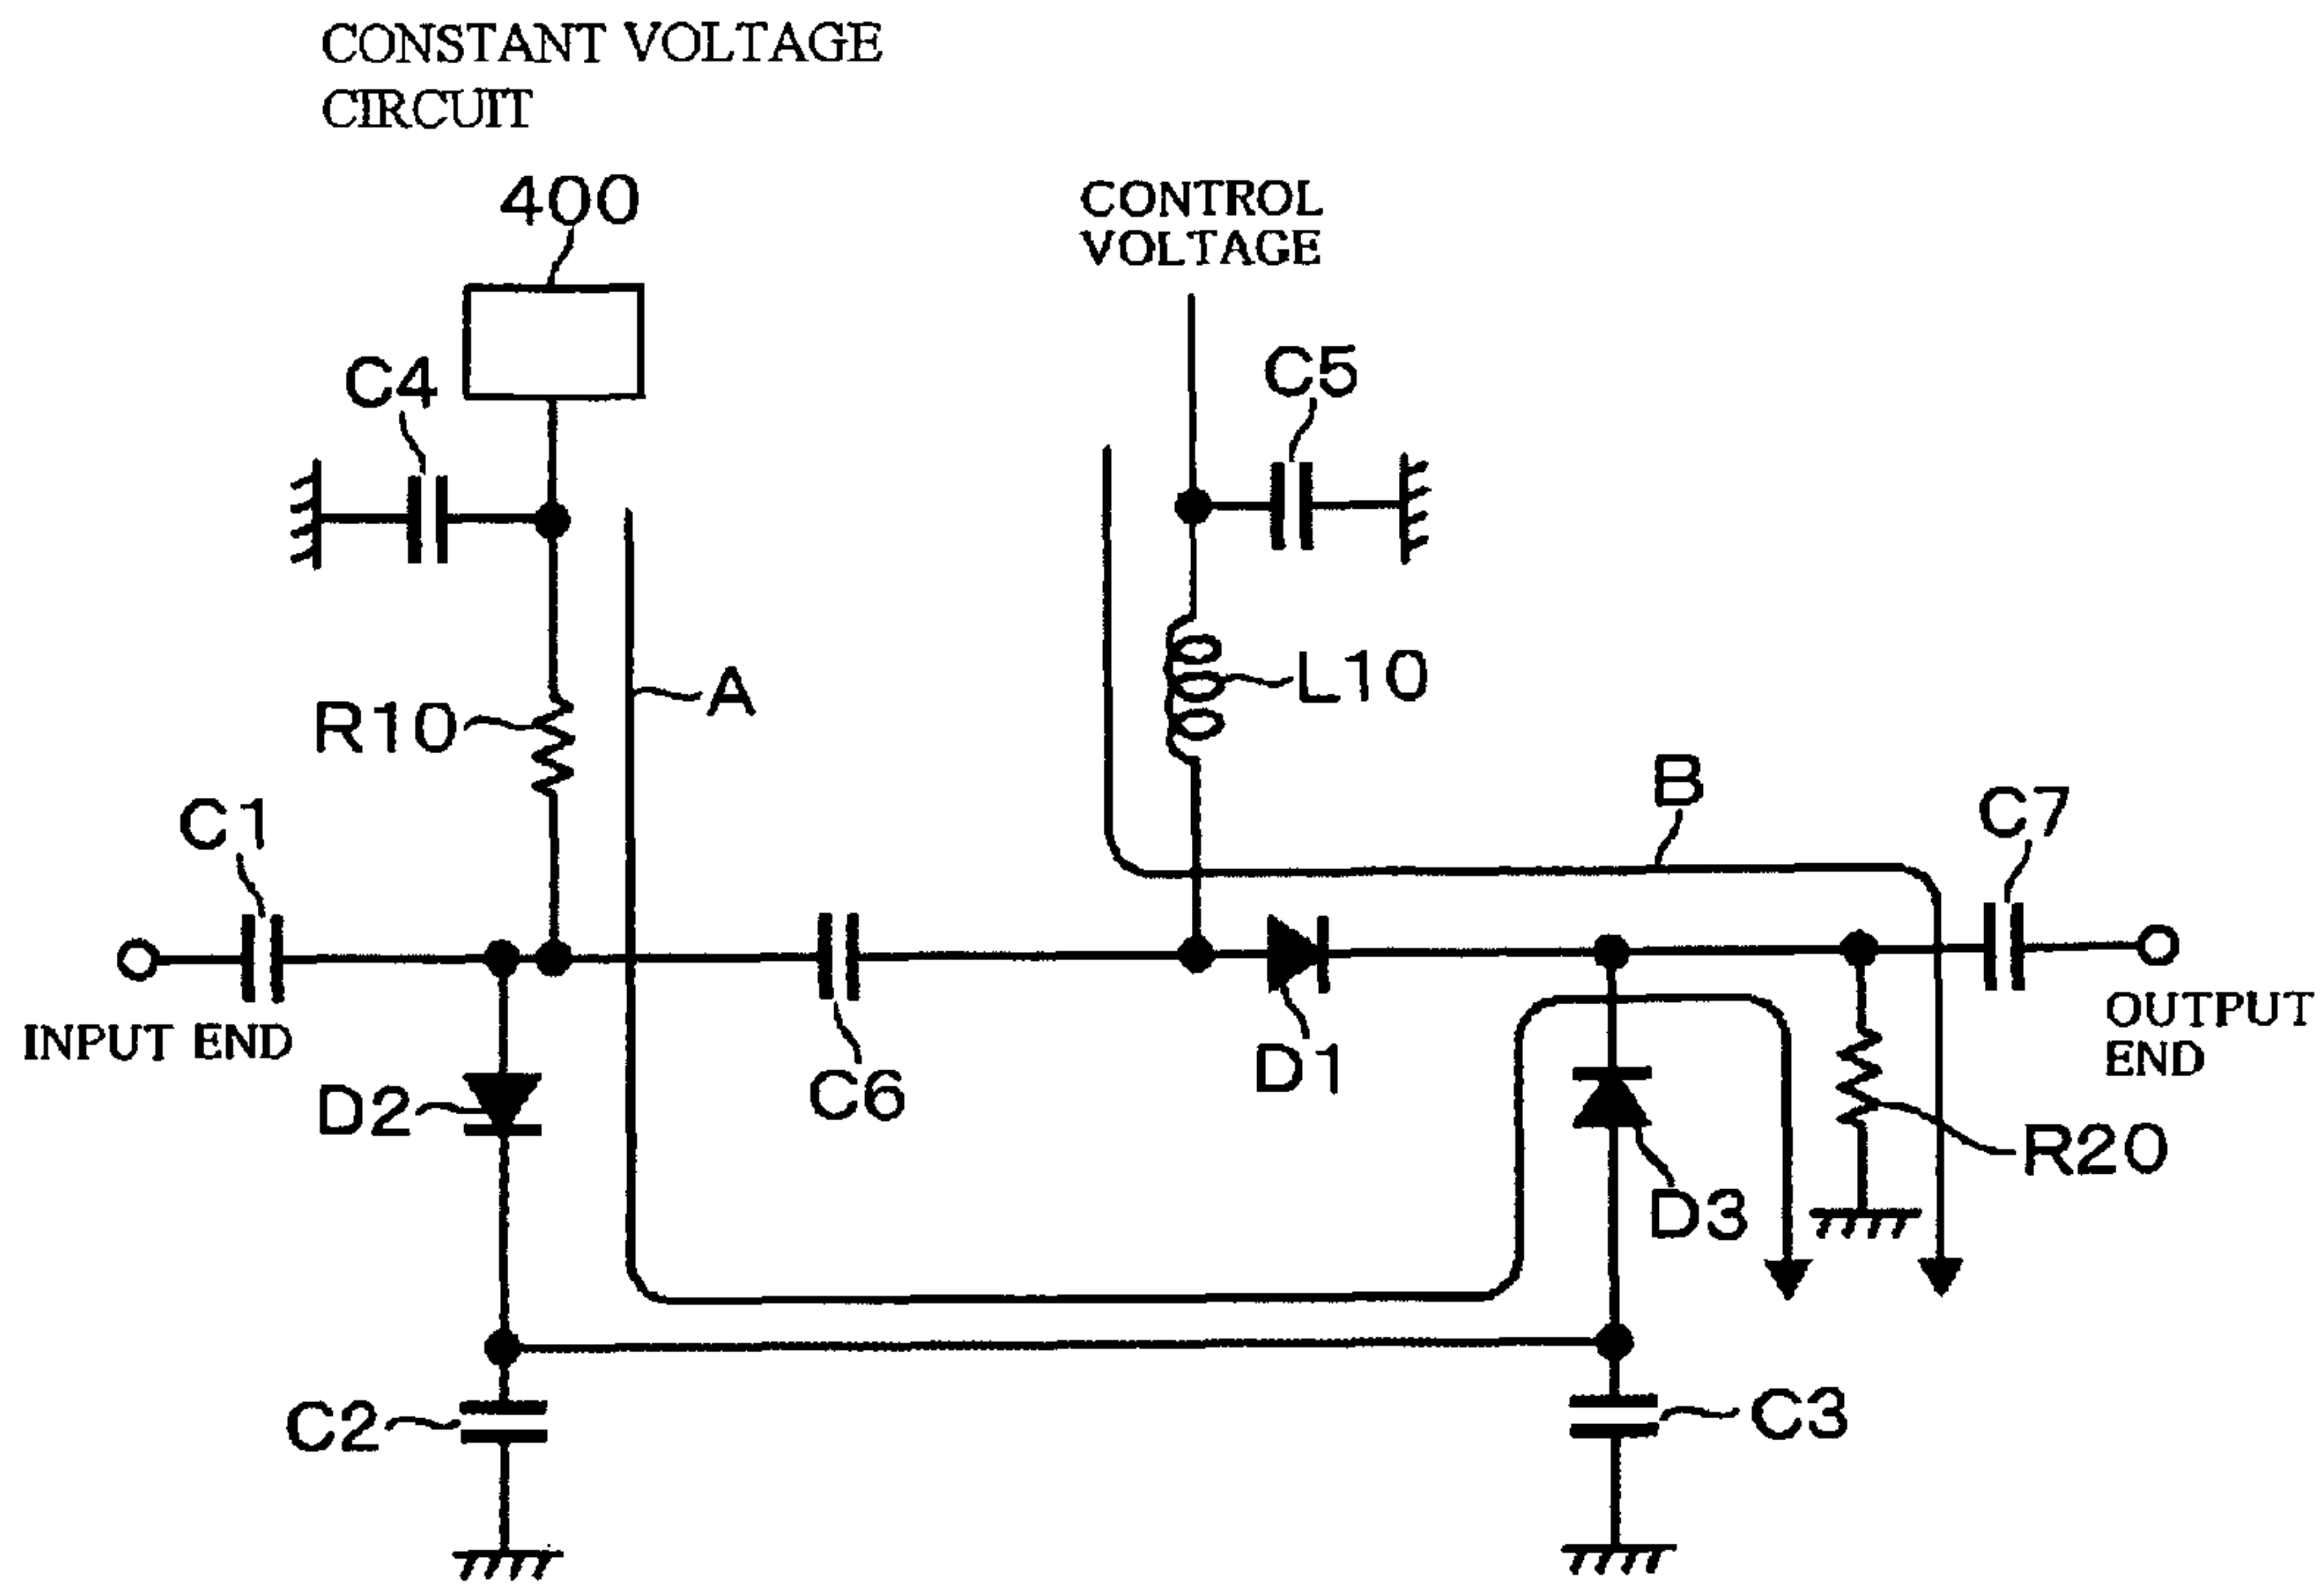 CONSTANT VOLTAGE
CIRCUIT
400
CONTROL
VOLTAGE
C4
C5
R10
A
L10
B
C1
C7
INPUT END
OUTPUT
END
D2
C6
D1
R20
D3
C2
C3